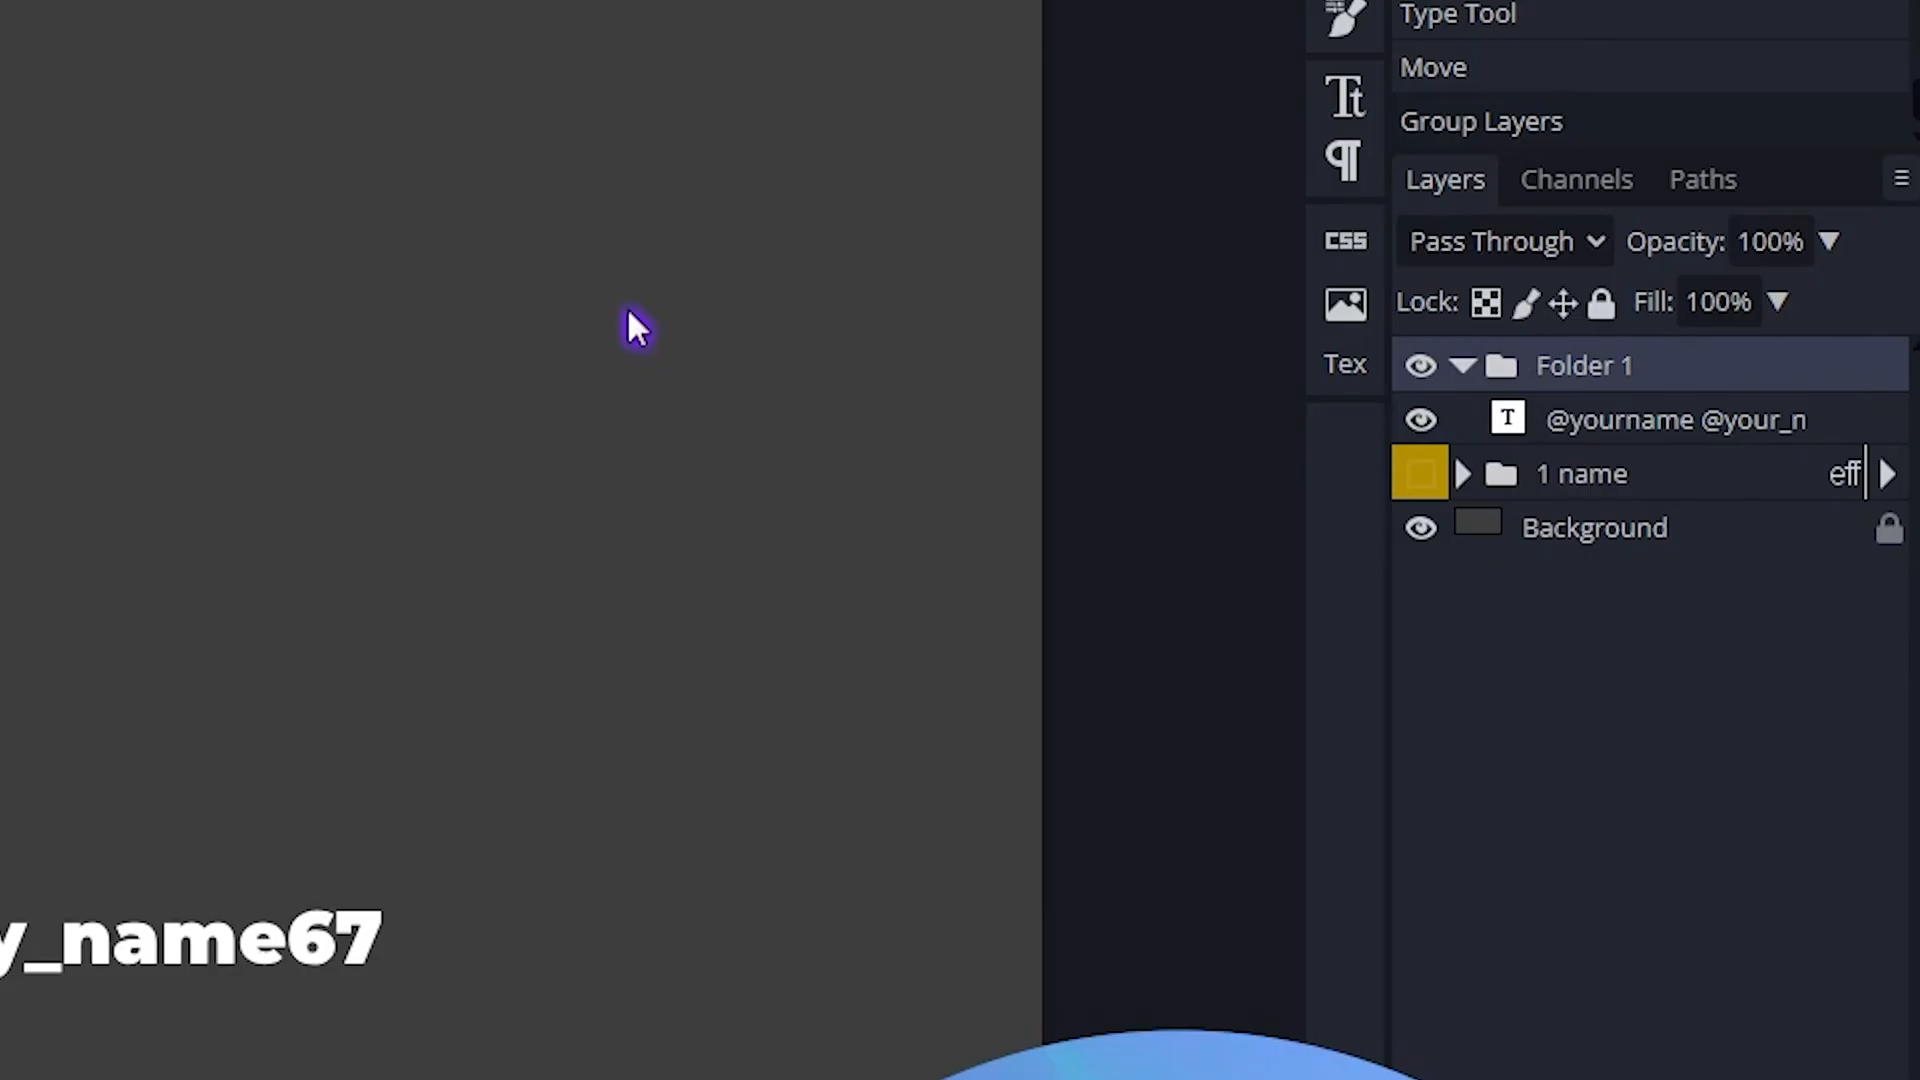 Type Tool
Move
Group Layers
Layers Channels Paths
Pass Through Opacity: 100%
Lock: Fill: 100%
Tt
¶
CSS
Tex
Folder 1
T @yourname @your_n
1 name eff
Background
y_name67